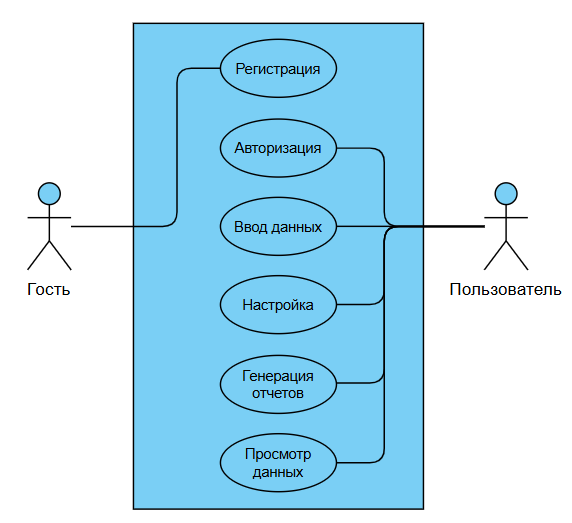 Регистрация
Авторизация
Ввод данных
Настройка
Генерация
отчетов
Просмотр
данных
Гость
Пользователь